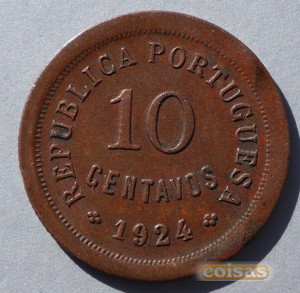 REPUBLICA PORTUGUESA
10
CENTAVOS
1924
coisas